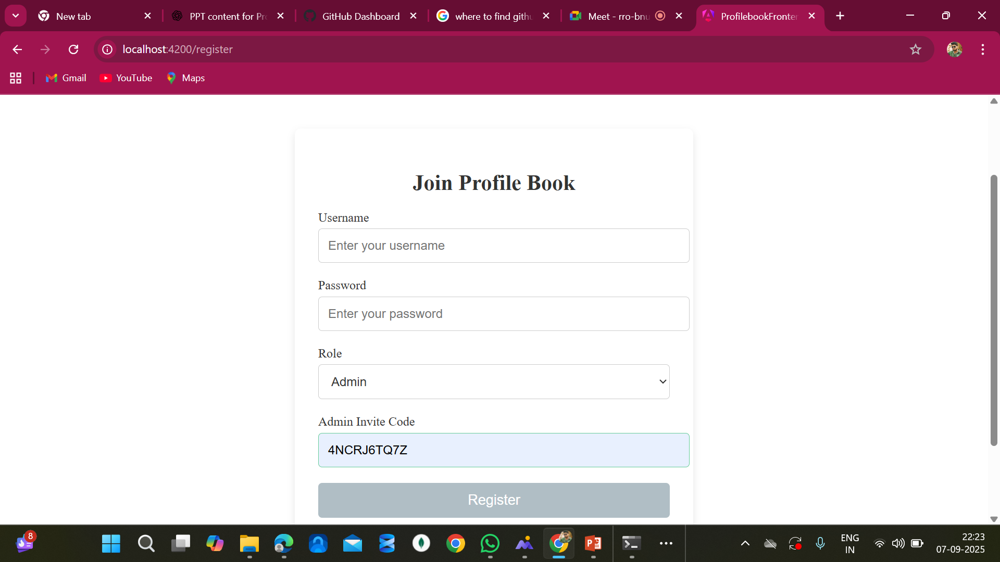 New tab
PPT content for Pr
GitHub Dashboard
where to find githu
Meet - rro-bnu
ProfilebookFronter
localhost:4200/register
Gmail
YouTube
Maps
Join Profile Book
Username
Enter your username
Password
Enter your password
Role
Admin
Admin Invite Code
4NCRJ6TQ7Z
Register
8
ENG
IN
22:23
07-09-2025